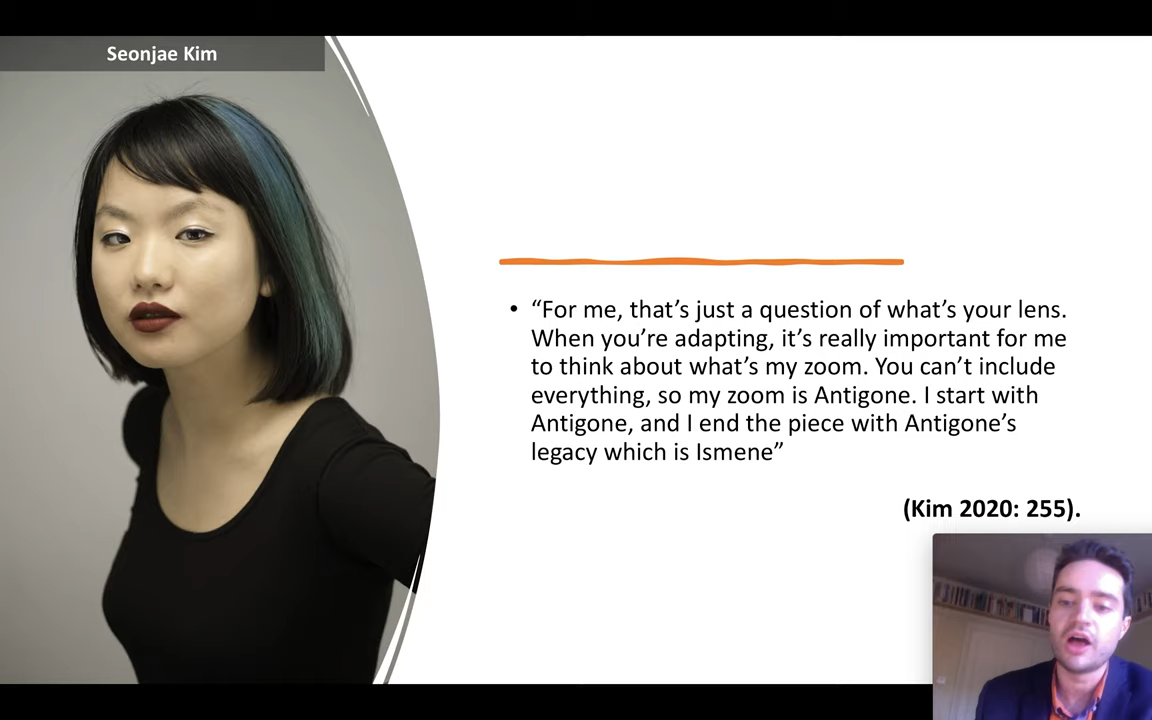 Seonjae Kim
• “For me, that’s just a question of what’s your lens.
When you’re adapting, it’s really important for me
to think about what’s my zoom. You can’t include
everything, so my zoom is Antigone. I start with
Antigone, and I end the piece with Antigone’s
legacy which is Ismene”
(Kim 2020: 255).